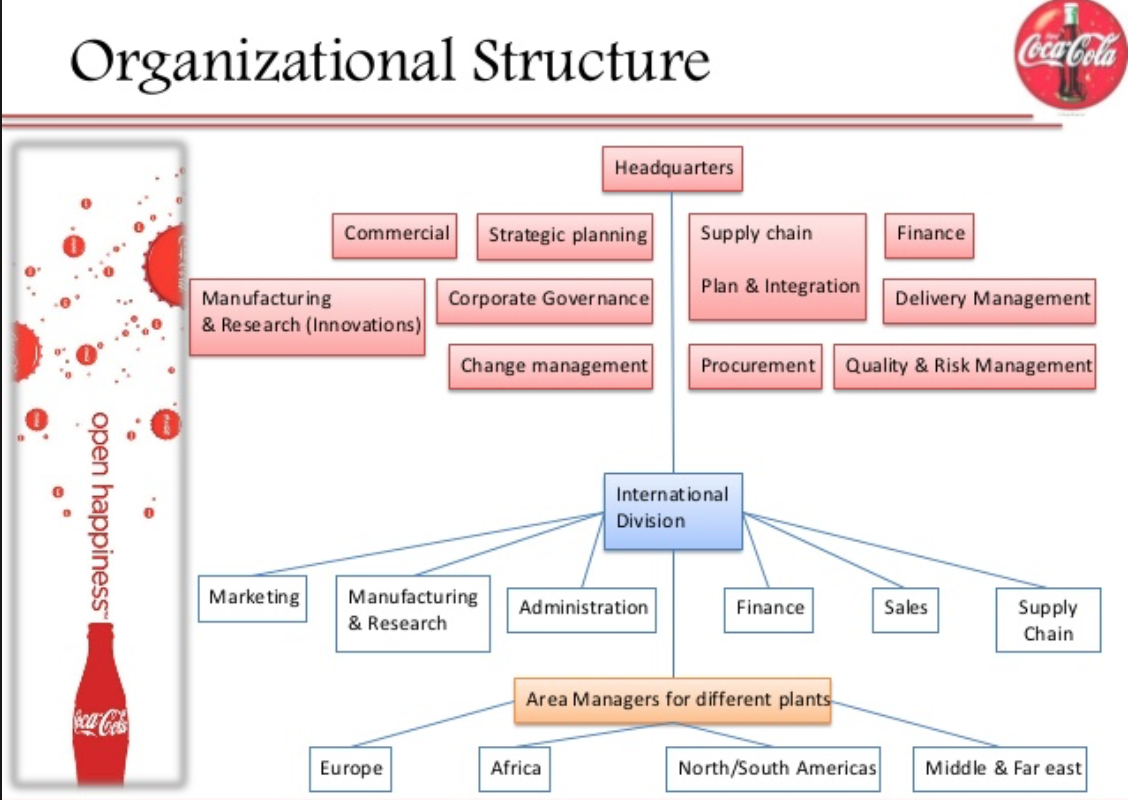 Organizational Structure
Coca-Cola
Headquarters
Commercial
Strategic planning
Supply chain
Plan & Integration
Finance
Manufacturing
& Research (Innovations)
Corporate Governance
Delivery Management
Change management
Procurement
Quality & Risk Management
open happiness™
Coca-Cola
International
Division
Marketing
Manufacturing
& Research
Administration
Finance
Sales
Supply
Chain
Area Managers for different plants
Europe
Africa
North/South Americas
Middle & Far east